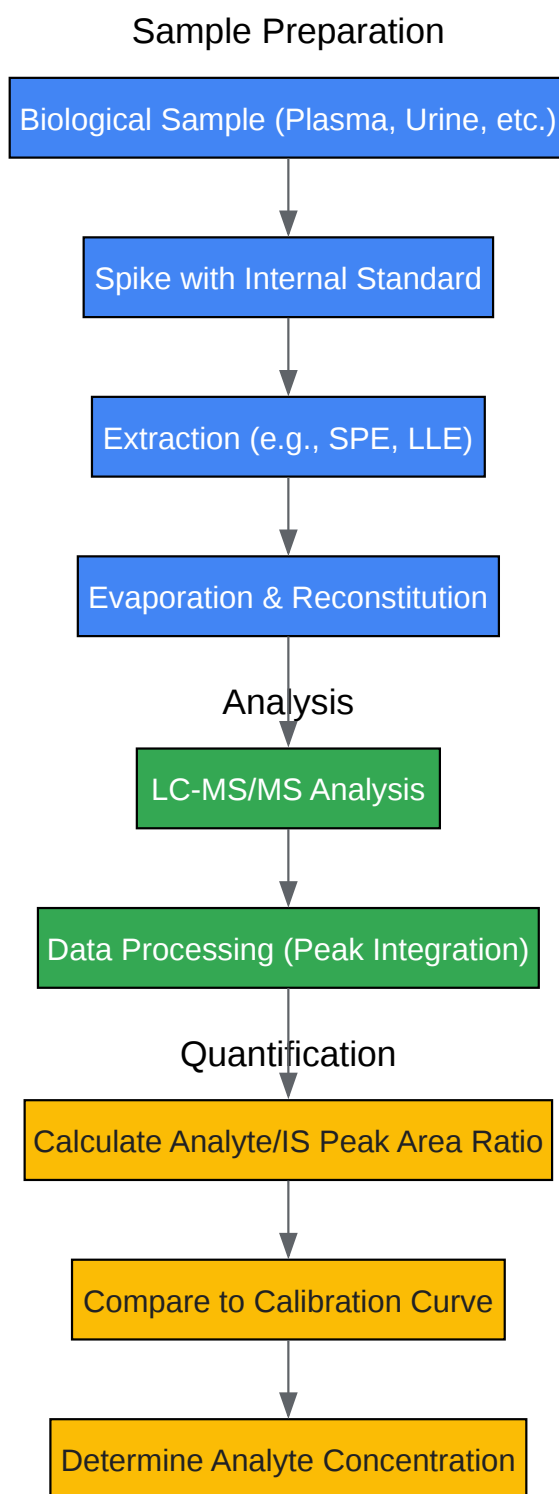 Sample Preparation
Biological Sample (Plasma, Urine, etc.)
Spike with Internal Standard
Extraction (e.g., SPE, LLE)
Evaporation & Reconstitution
Analysis
LC-MS/MS Analysis
Data Processing (Peak Integration)
Quantification
Calculate Analyte/IS Peak Area Ratio
Compare to Calibration Curve
Determine Analyte Concentration